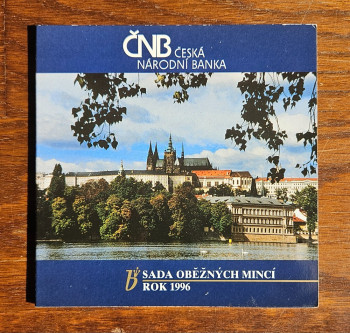 ČNB ČESKÁ
NÁRODNÍ BANKA
SADA OBĚŽNÝCH MINCÍ
ROK 1996